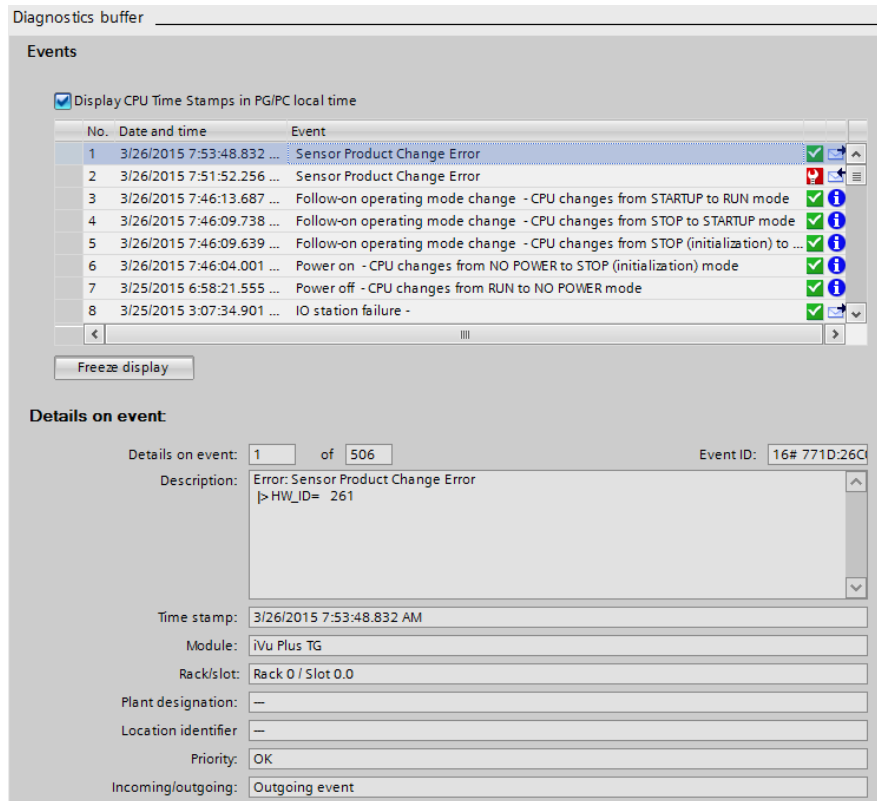 Diagnostics buffer
Events
Display CPU Time Stamps in PG/PC local time
No. Date and time Event
1 3/26/2015 7:53:48.832 ... Sensor Product Change Error
2 3/26/2015 7:51:52.256 ... Sensor Product Change Error
3 3/26/2015 7:46:13.687 ... Follow-on operating mode change - CPU changes from STARTUP to RUN mode
4 3/26/2015 7:46:09.738 ... Follow-on operating mode change - CPU changes from STOP to STARTUP mode
5 3/26/2015 7:46:09.639 ... Follow-on operating mode change - CPU changes from STOP (initialization) to ...
6 3/26/2015 7:46:04.001 ... Power on - CPU changes from NO POWER to STOP (initialization) mode
7 3/25/2015 6:58:21.555 ... Power off - CPU changes from RUN to NO POWER mode
8 3/25/2015 3:07:34.901 ... IO station failure -
Freeze display
Details on event:
Details on event: 1 of 506 Event ID: 16# 771D:26C
Description: Error: Sensor Product Change Error
|> HW_ID= 261
Time stamp: 3/26/2015 7:53:48.832 AM
Module: iVu Plus TG
Rack/slot: Rack 0 / Slot 0.0
Plant designation: ---
Location identifier ---
Priority: OK
Incoming/outgoing: Outgoing event